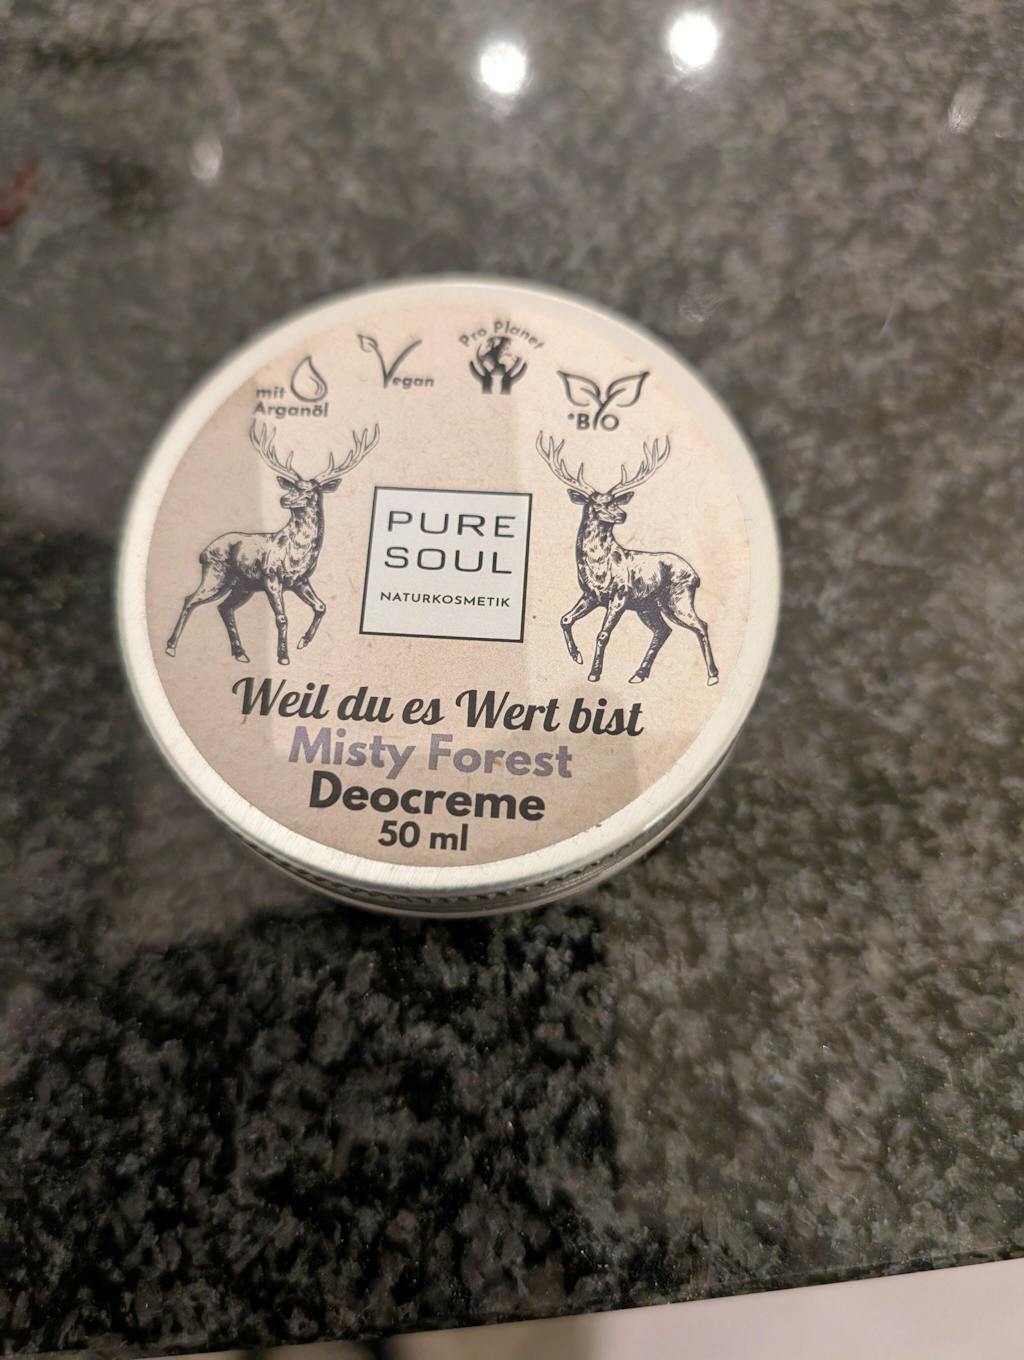 mit
Arganöl
Vegan
Pro Planet
*BIO
PURE
SOUL
NATURKOSMETIK
Weil du es Wert bist
Misty Forest
Deocreme
50 ml